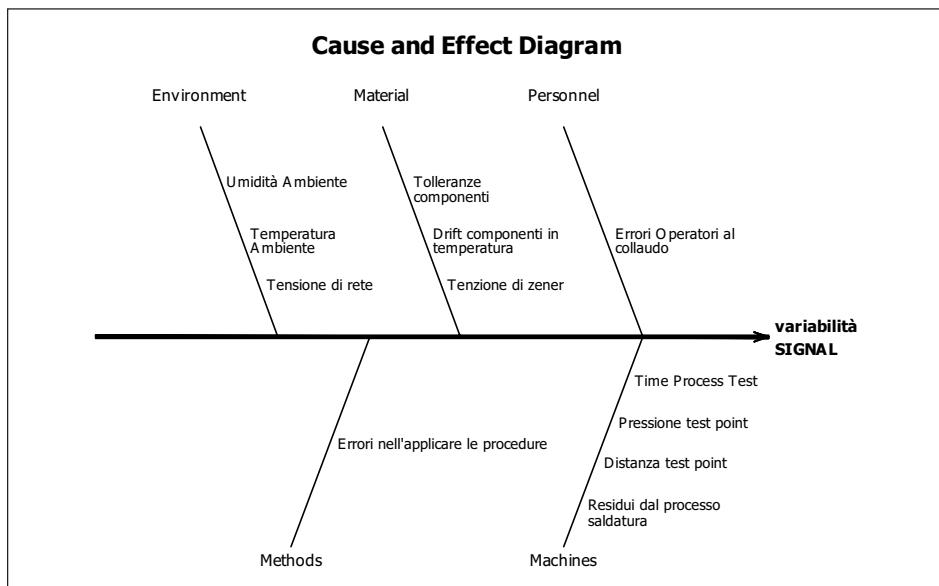 Cause and Effect Diagram
Environment
Material
Personnel
Umidità Ambiente
Tolleranze
componenti
Temperatura
Ambiente
Drift componenti in
temperatura
Errori Operatori al
collaudo
Tensione di rete
Tenzione di zener
variabilità
SIGNAL
Time Process Test
Pressione test point
Errori nell'applicare le procedure
Distanza test point
Residui dal processo
saldatura
Methods
Machines